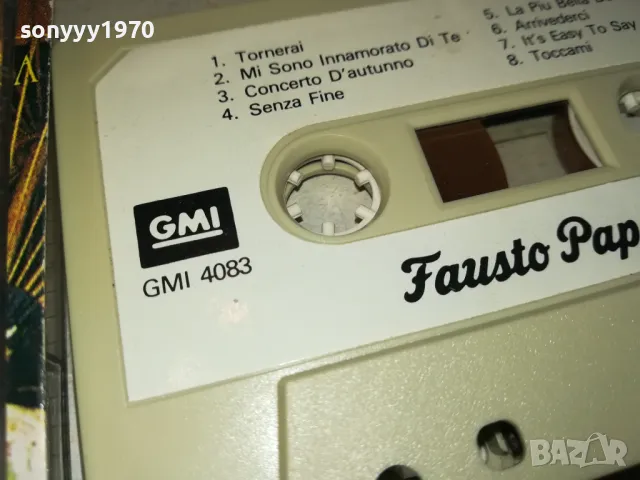 sonyyy1970
A
1. Tornerai
2. Mi Sono Innamorato Di Te
3. Concerto D'autunno
4. Senza Fine
5. La Piu Bella
6. Arrivederci
7. It's Easy To Say
8. Toccami
GMI
GMI 4083
Fausto Pap
BAZAR